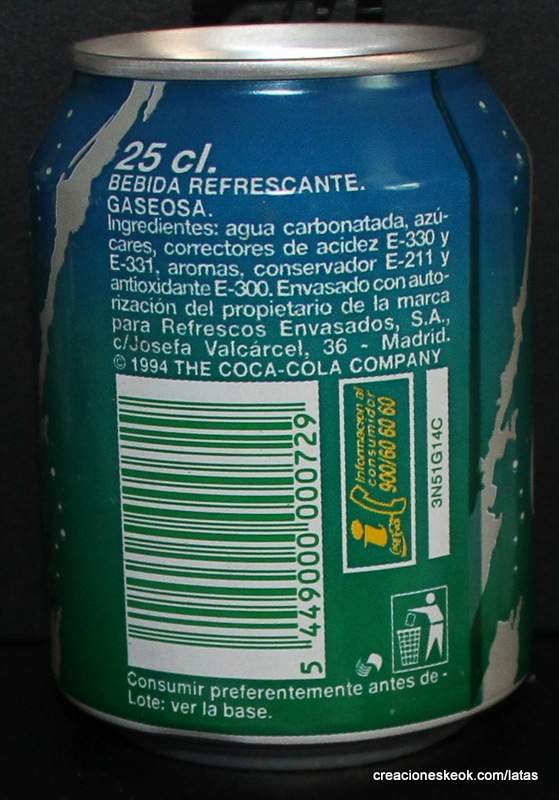 25 cl.
BEBIDA REFRESCANTE.
GASEOSA.
Ingredientes: agua carbonatada, azú-
cares, correctores de acidez E-330 y
E-331, aromas, conservador E-211 y
antioxidante E-300. Envasado con auto-
rización del propietario de la marca
para Refrescos Envasados, S.A.,
c/Josefa Valcárcel, 36 - Madrid.
© 1994 THE COCA-COLA COMPANY
5 449000 000729
Información al
consumidor
900/60 60 60
3N51G14C
Consumir preferentemente antes de -
Lote: ver la base.
creacioneskeok.com/latas